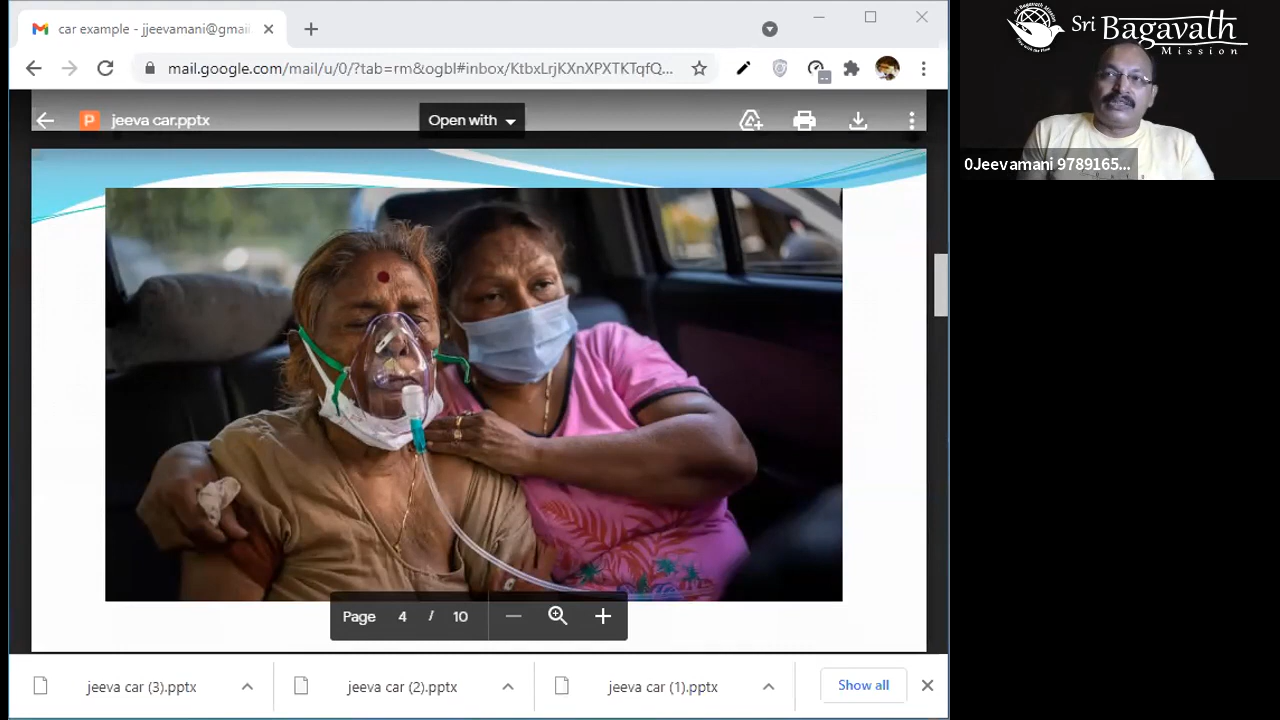 car example - jjeevamani@gmai
mail.google.com/mail/u/0/?tab=rm&ogbl#inbox/KtbxLrjKXnXPXTKTqfQ...
P jeeva car.pptx
Open with
Page 4 / 10
jeeva car (3).pptx
jeeva car (2).pptx
jeeva car (1).pptx
Show all
Sri Bagavath
Mission
0Jeevamani 9789165...